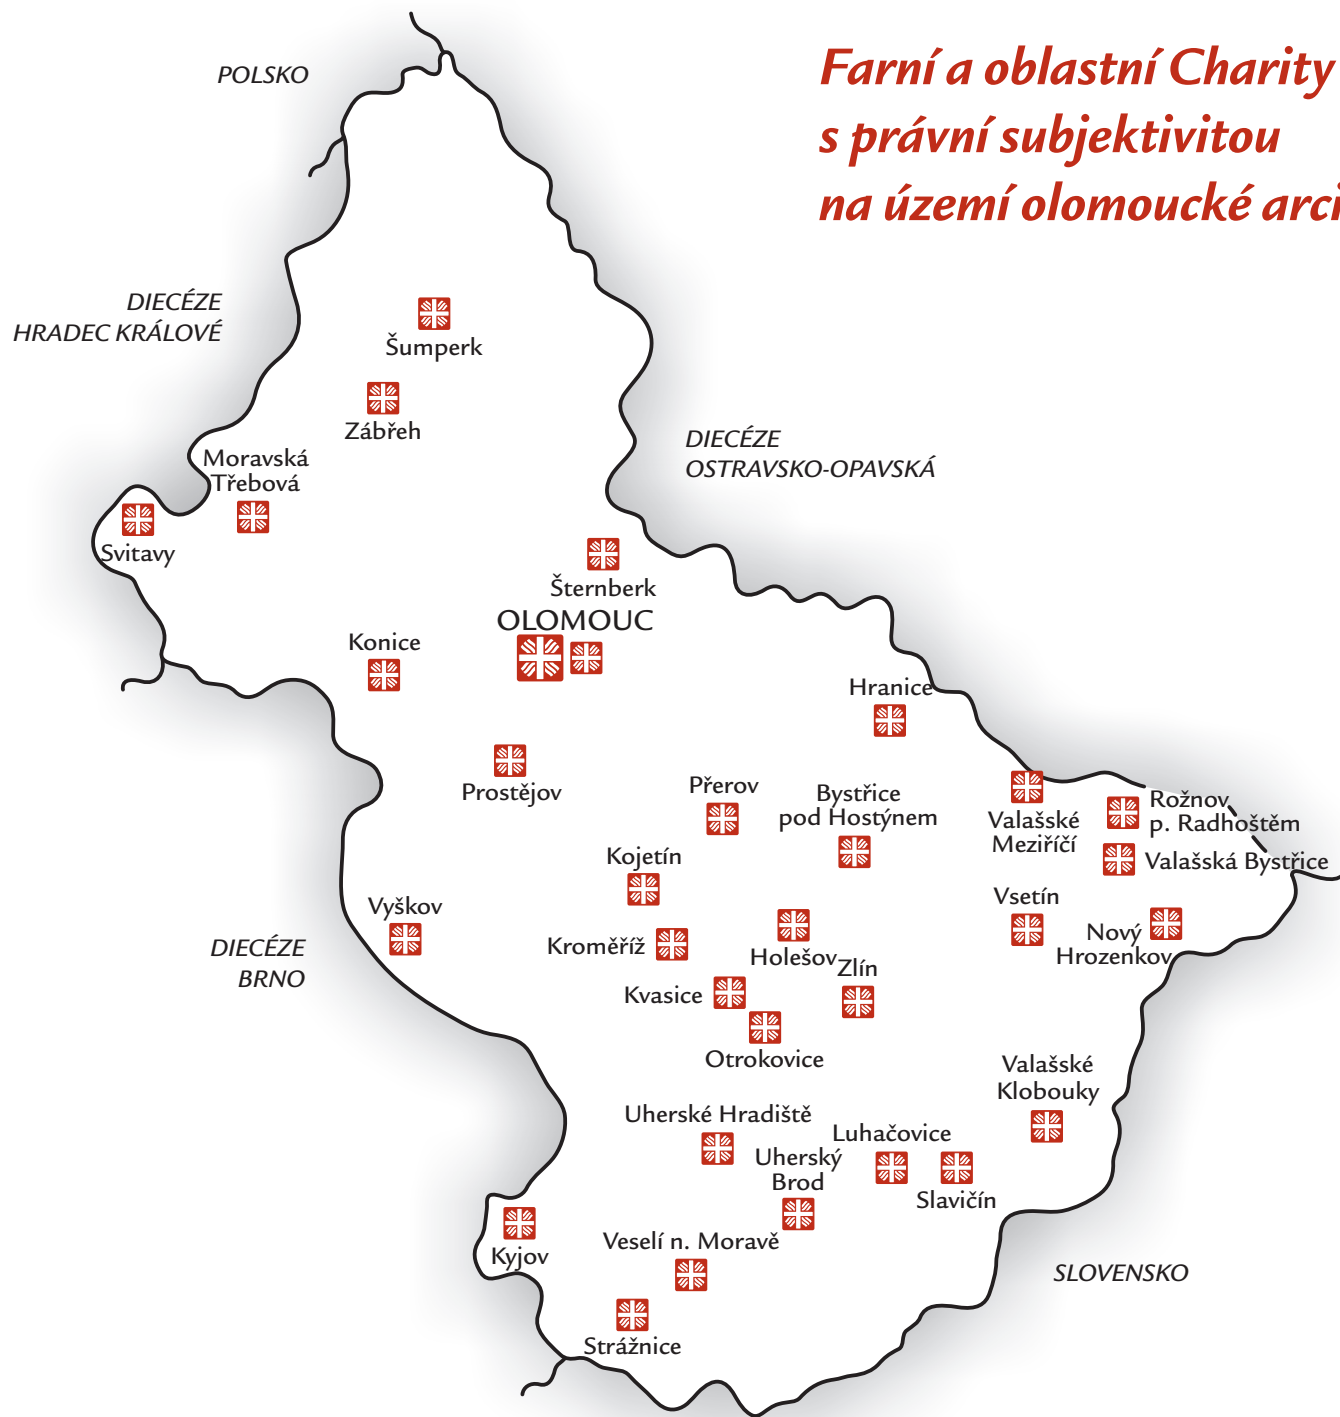 Farní a oblastní Charity
s právní subjektivitou
na území olomoucké arci
POLSKO
DIECÉZE
HRADEC KRÁLOVÉ
Šumperk
Zábřeh
DIECÉZE
OSTRAVSKO-OPAVSKÁ
Moravská
Třebová
Svitavy
Šternberk
OLOMOUC
Konice
Hranice
Prostějov
Přerov
Bystřice
pod Hostýnem
Valašské
Meziříčí
Rožnov
p. Radhoštěm
Valašská Bystřice
Kojetín
Vyškov
Vsetín
Nový
Hrozenkov
DIECÉZE
BRNO
Kroměříž
Holešov
Zlín
Kvasice
Otrokovice
Valašské
Klobouky
Uherské Hradiště
Luhačovice
Uherský
Brod
Slavičín
Kyjov
Veselí n. Moravě
SLOVENSKO
Strážnice